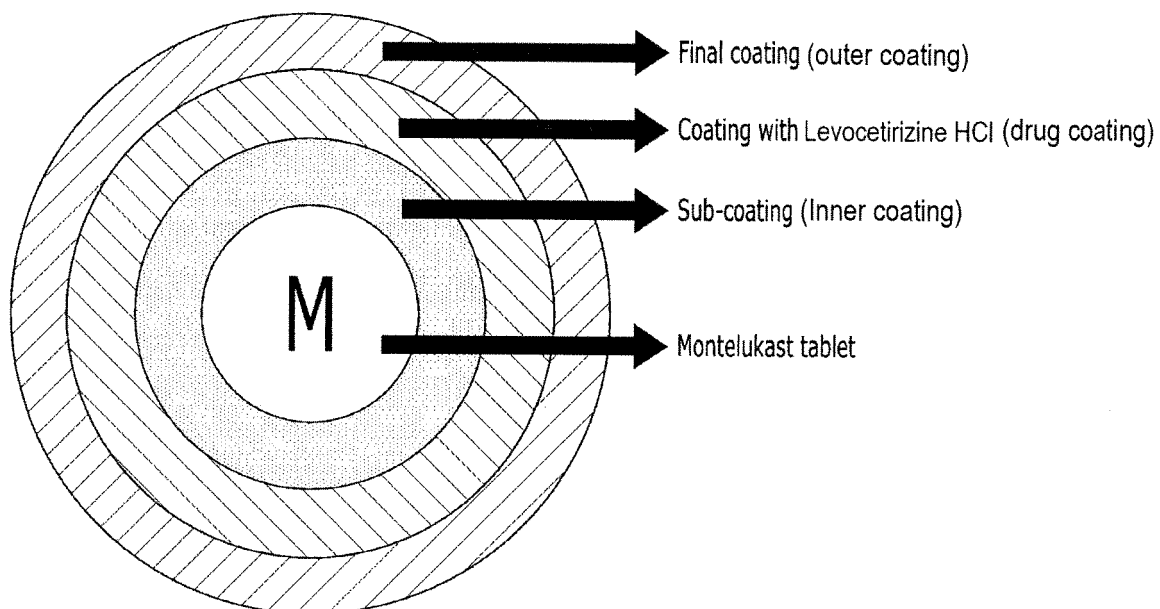 Final coating (outer coating)
Coating with Levocetirizine HCl (drug coating)
Sub-coating (Inner coating)
M
Montelukast tablet